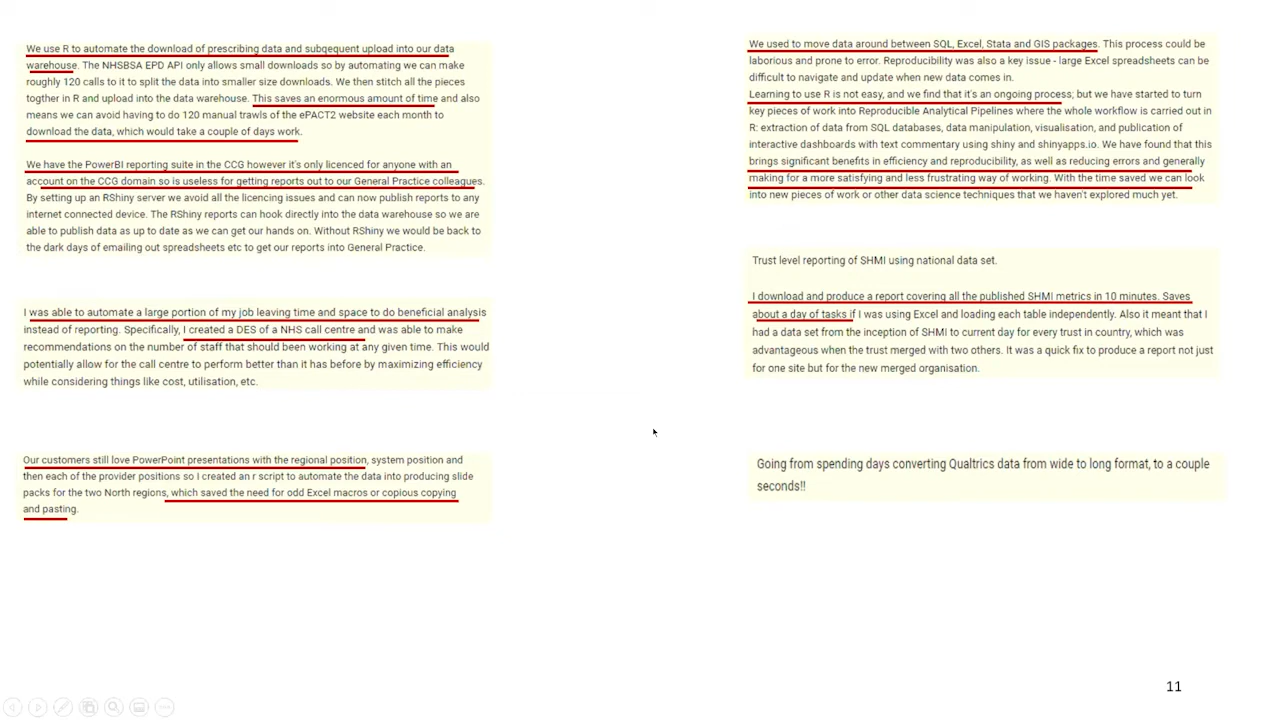 We use R to automate the download of prescribing data and subqequent upload into our data
warehouse. The NHSBSA EPD API only allows small downloads so by automating we can make
roughly 120 calls to it to split the data into smaller size downloads. We then stitch all the pieces
togther in R and upload into the data warehouse. This saves an enormous amount of time and also
means we can avoid having to do 120 manual trawls of the ePACT2 website each month to
download the data, which would take a couple of days work.
We have the PowerBI reporting suite in the CCG however it's only licenced for anyone with an
account on the CCG domain so is useless for getting reports out to our General Practice colleagues.
By setting up an RShiny server we avoid all the licencing issues and can now publish reports to any
internet connected device. The RShiny reports can hook directly into the data warehouse so we are
able to publish data as up to date as we can get our hands on. Without RShiny we would be back to
the dark days of emailing out spreadsheets etc to get our reports into General Practice.
I was able to automate a large portion of my job leaving time and space to do beneficial analysis
instead of reporting. Specifically, I created a DES of a NHS call centre and was able to make
recommendations on the number of staff that should been working at any given time. This would
potentially allow for the call centre to perform better than it has before by maximizing efficiency
while considering things like cost, utilisation, etc.
Our customers still love PowerPoint presentations with the regional position, system position and
then each of the provider positions so I created an r script to automate the data into producing slide
packs for the two North regions, which saved the need for odd Excel macros or copious copying
and pasting.
We used to move data around between SQL, Excel, Stata and GIS packages. This process could be
laborious and prone to error. Reproducibility was also a key issue - large Excel spreadsheets can be
difficult to navigate and update when new data comes in.
Learning to use R is not easy, and we find that it's an ongoing process; but we have started to turn
key pieces of work into Reproducible Analytical Pipelines where the whole workflow is carried out in
R: extraction of data from SQL databases, data manipulation, visualisation, and publication of
interactive dashboards with text commentary using shiny and shinyapps.io. We have found that this
brings significant benefits in efficiency and reproducibility, as well as reducing errors and generally
making for a more satisfying and less frustrating way of working. With the time saved we can look
into new pieces of work or other data science techniques that we haven't explored much yet.
Trust level reporting of SHMI using national data set.
I download and produce a report covering all the published SHMI metrics in 10 minutes. Saves
about a day of tasks if I was using Excel and loading each table independently. Also it meant that I
had a data set from the inception of SHMI to current day for every trust in country, which was
advantageous when the trust merged with two others. It was a quick fix to produce a report not just
for one site but for the new merged organisation.
Going from spending days converting Qualtrics data from wide to long format, to a couple
seconds!!
11